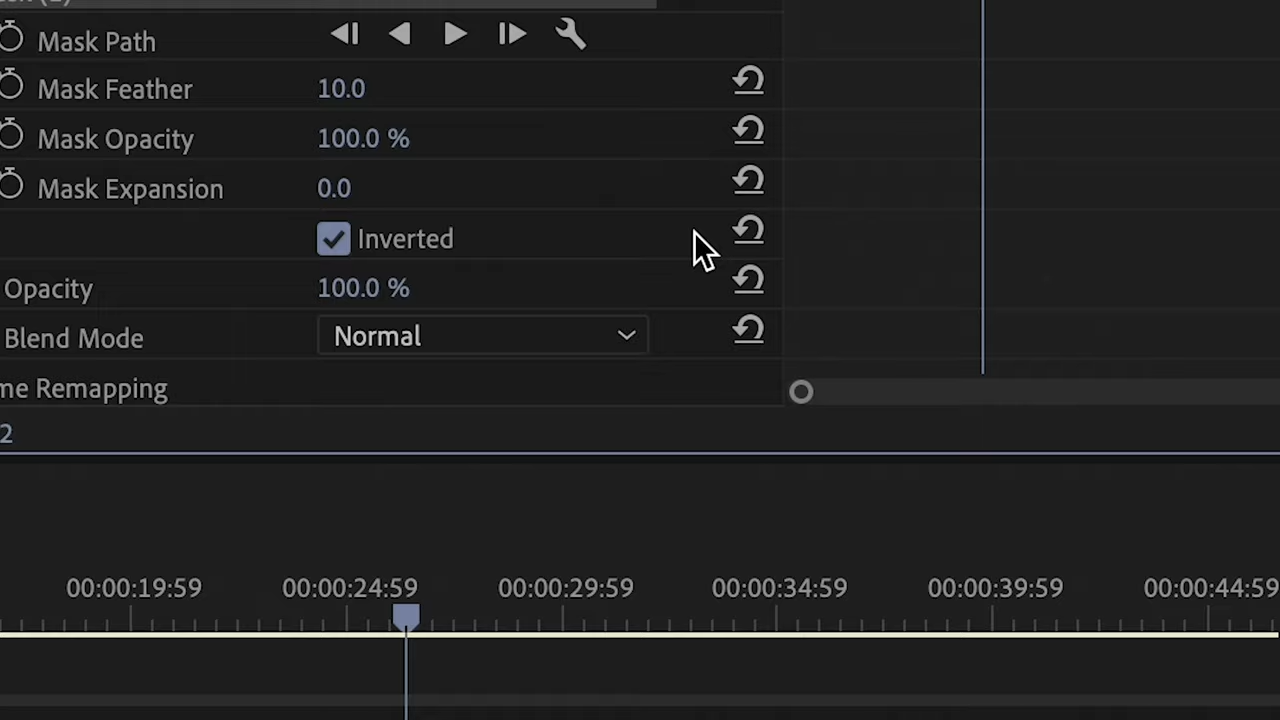 Mask Path
Mask Feather 10.0
Mask Opacity 100.0 %
Mask Expansion 0.0
Inverted
Opacity 100.0 %
Blend Mode Normal
me Remapping
2
00:00:19:59 00:00:24:59 00:00:29:59 00:00:34:59 00:00:39:59 00:00:44:59